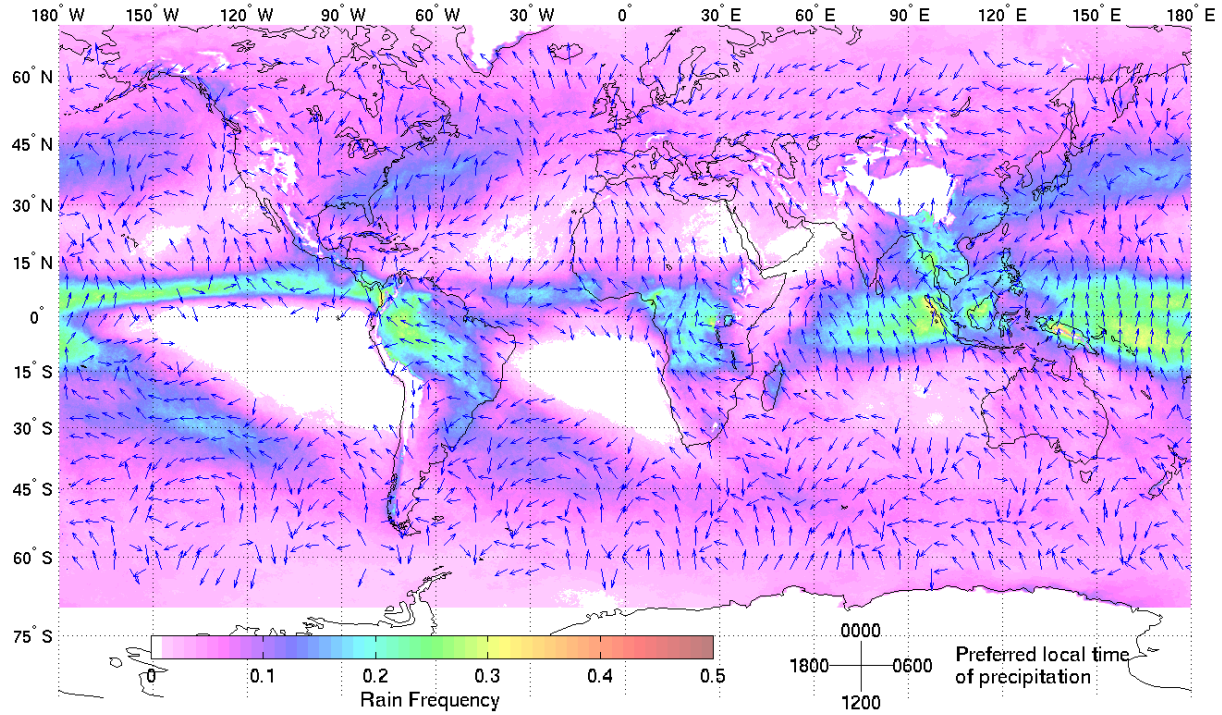 180° W 150° W 120° W 90° W 60° W 30° W 0° 30° E 60° E 90° E 120° E 150° E 180° E
60° N
45° N
30° N
15° N
0°
15° S
30° S
45° S
60° S
75° S
0 0.1 0.2 0.3 0.4 0.5
Rain Frequency
0000
1800 0600
1200
Preferred local time
of precipitation